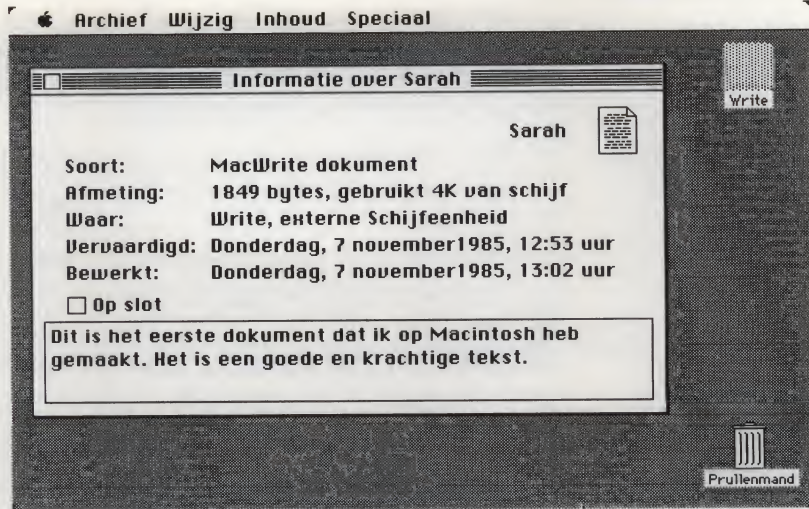 Archief Wijzig Inhoud Speciaal
Informatie over Sarah
Write
Sarah
Soort: MacWrite dokument
Afmeting: 1849 bytes, gebruikt 4K van schijf
Waar: Write, externe Schijfeenheid
Vervaardigd: Donderdag, 7 november1985, 12:53 uur
Bewerkt: Donderdag, 7 november1985, 13:02 uur
Op slot
Dit is het eerste dokument dat ik op Macintosh heb
gemaakt. Het is een goede en krachtige tekst.
Prullenmand